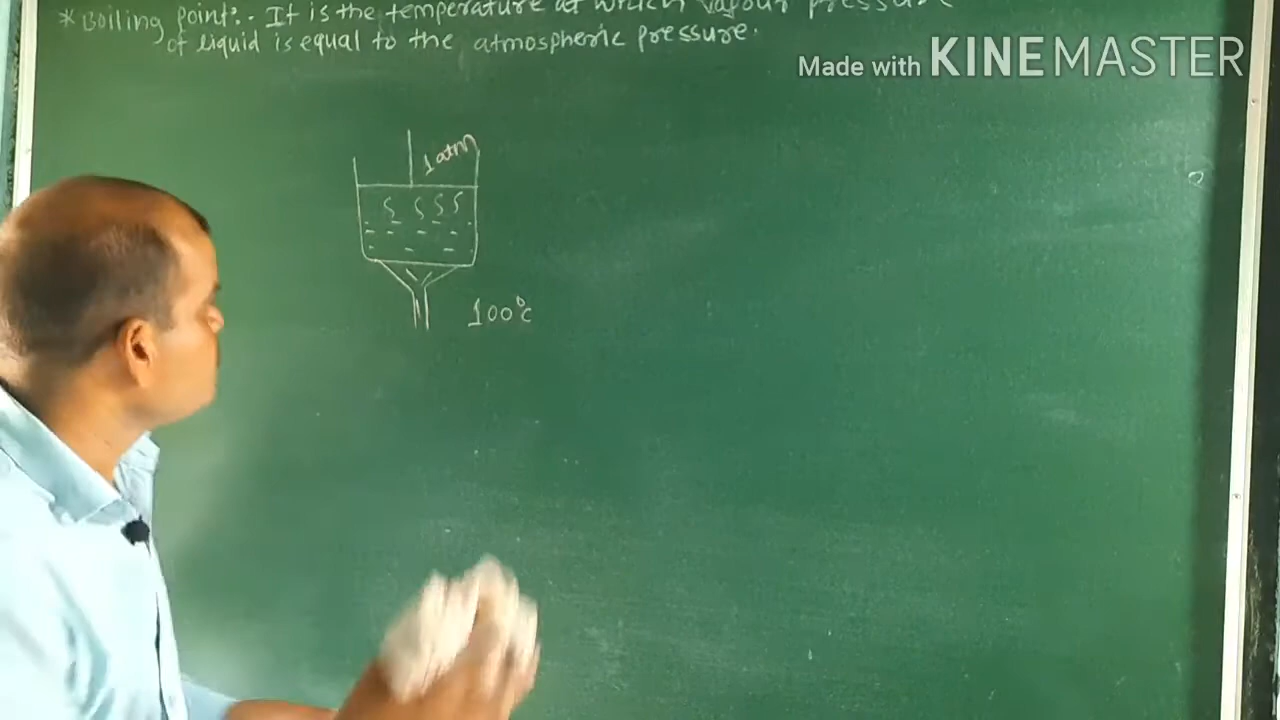 * Boiling point:- It is the temperature at which vapour pressure
of liquid is equal to the atmospheric pressure.
Made with KINEMASTER
1 atm
100°c